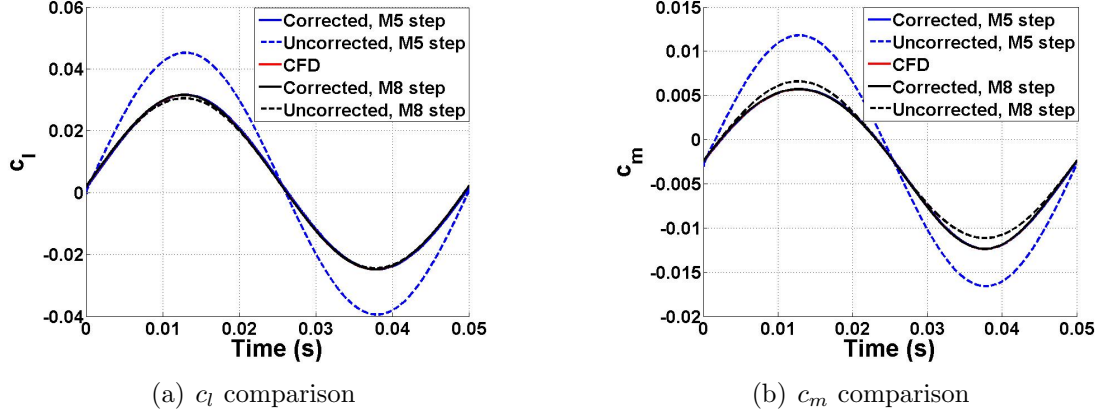 0.06
0.04
0.02
0
-0.02
-0.04
c_l
0 0.01 0.02 0.03 0.04 0.05
Time (s)
Corrected, M5 step
Uncorrected, M5 step
CFD
Corrected, M8 step
Uncorrected, M8 step
(a) c_l comparison
0.015
0.01
0.005
0
-0.005
-0.01
-0.015
-0.02
c_m
0 0.01 0.02 0.03 0.04 0.05
Time (s)
Corrected, M5 step
Uncorrected, M5 step
CFD
Corrected, M8 step
Uncorrected, M8 step
(b) c_m comparison